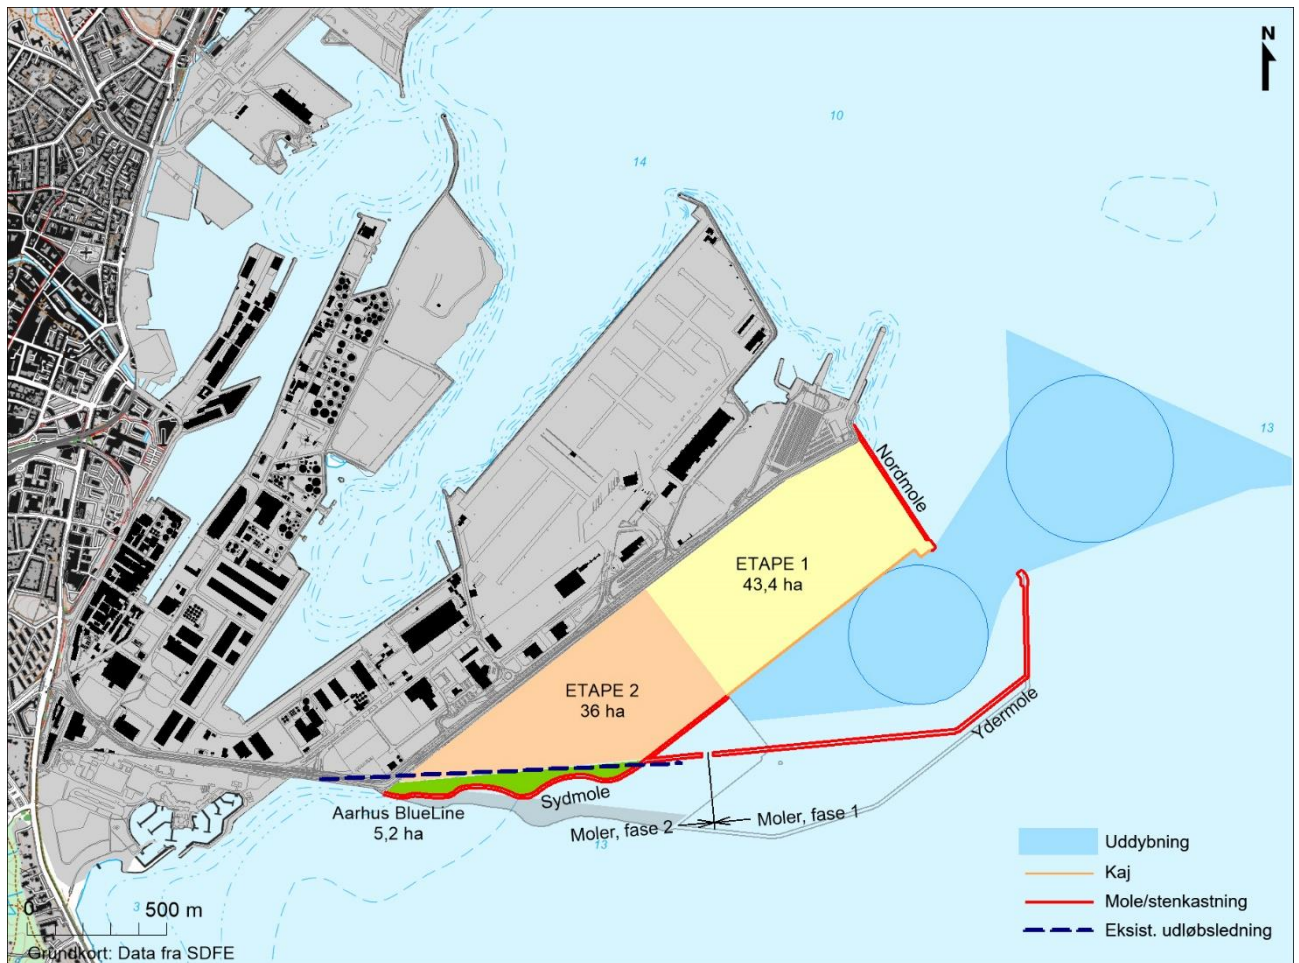 N
10
14
13
Nordmole
ETAPE 1
43,4 ha
ETAPE 2
36 ha
Ydermole
Sydmole
Aarhus BlueLine
5,2 ha
Moler, fase 2
Moler, fase 1
13
3
0
500 m
Grundkort: Data fra SDFE
Uddybning
Kaj
Mole/stenkastning
Eksist. udløbsledning